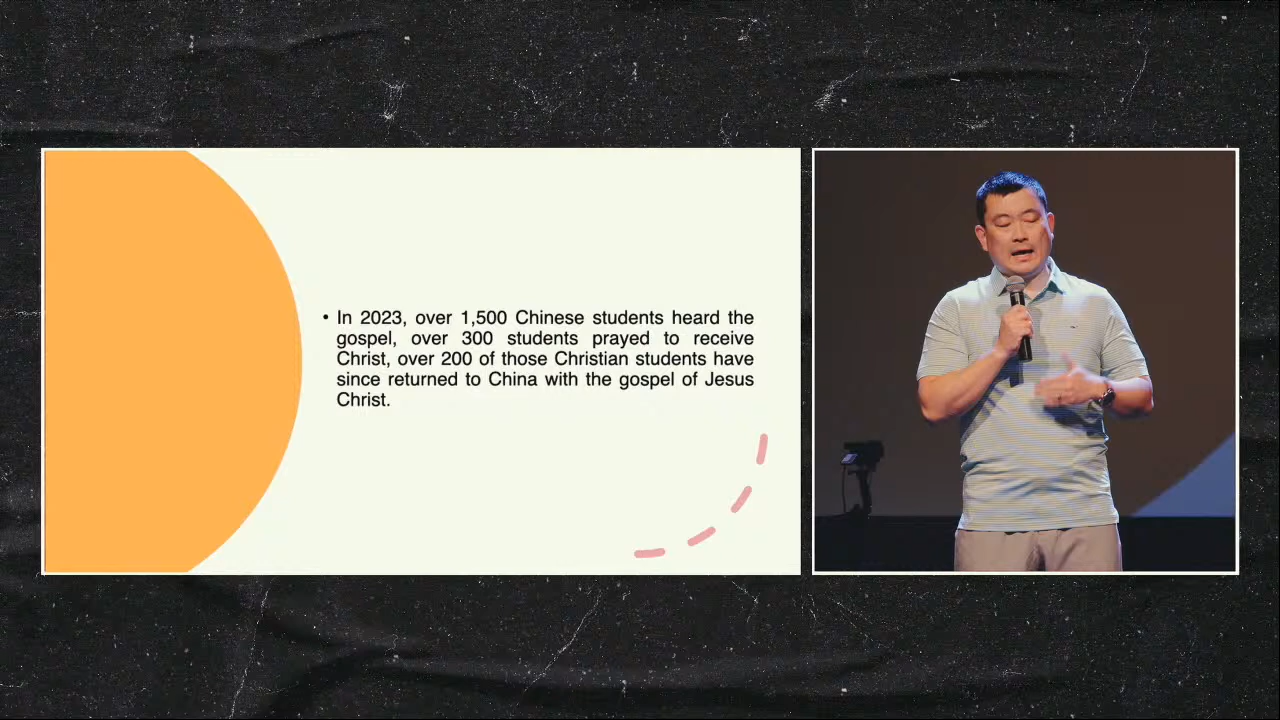 • In 2023, over 1,500 Chinese students heard the
gospel, over 300 students prayed to receive
Christ, over 200 of those Christian students have
since returned to China with the gospel of Jesus
Christ.